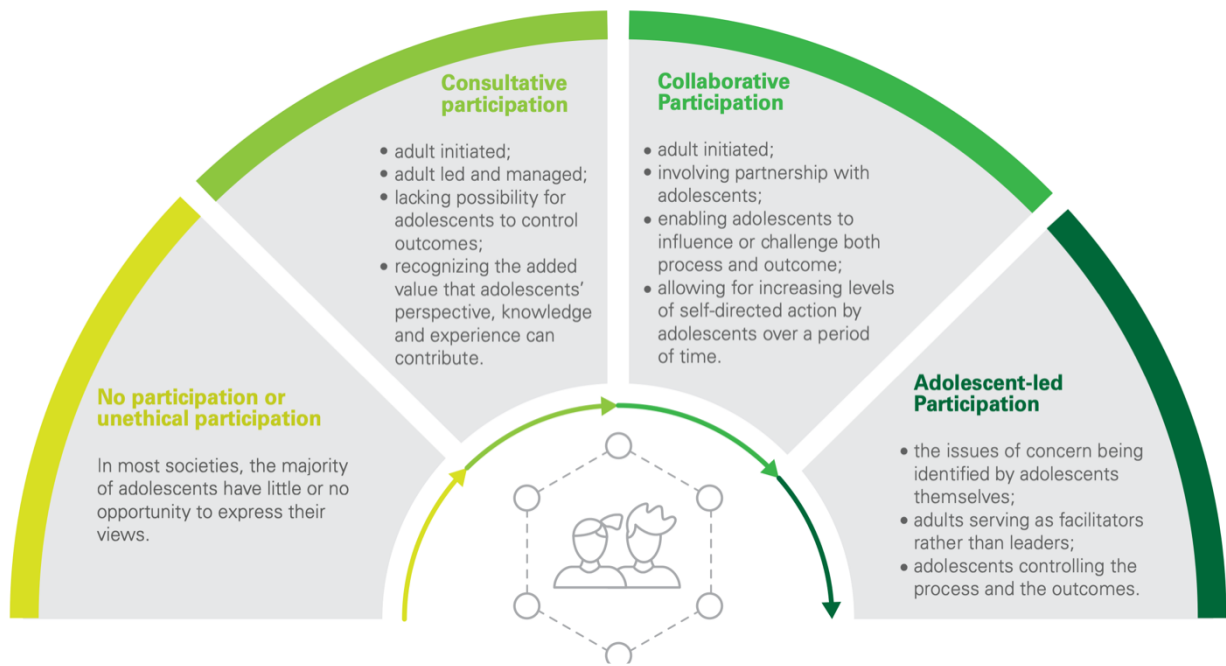 No participation or
unethical participation
In most societies, the majority
of adolescents have little or no
opportunity to express their
views.
Consultative
participation
• adult initiated;
• adult led and managed;
• lacking possibility for
adolescents to control
outcomes;
• recognizing the added
value that adolescents’
perspective, knowledge
and experience can
contribute.
Collaborative
Participation
• adult initiated;
• involving partnership with
adolescents;
• enabling adolescents to
influence or challenge both
process and outcome;
• allowing for increasing levels
of self-directed action by
adolescents over a period
of time.
Adolescent-led
Participation
• the issues of concern being
identified by adolescents
themselves;
• adults serving as facilitators
rather than leaders;
• adolescents controlling the
process and the outcomes.